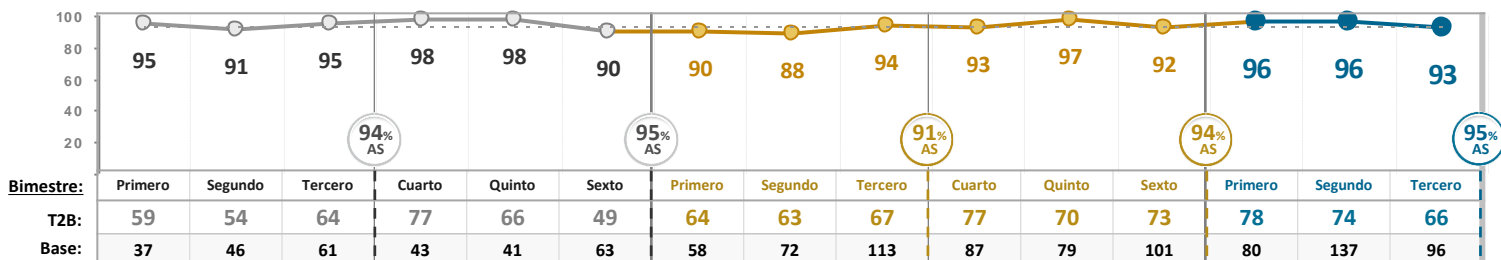 100
95 91 95 98 98 90 90 88 94 93 97 92 96 96 93
80
60
40
20
94% AS 95% AS 91% AS 94% AS 95% AS
Bimestre: Primero Segundo Tercero Cuarto Quinto Sexto Primero Segundo Tercero Cuarto Quinto Sexto Primero Segundo Tercero
T2B: 59 54 64 77 66 49 64 63 67 77 70 73 78 74 66
Base: 37 46 61 43 41 63 58 72 113 87 79 101 80 137 96